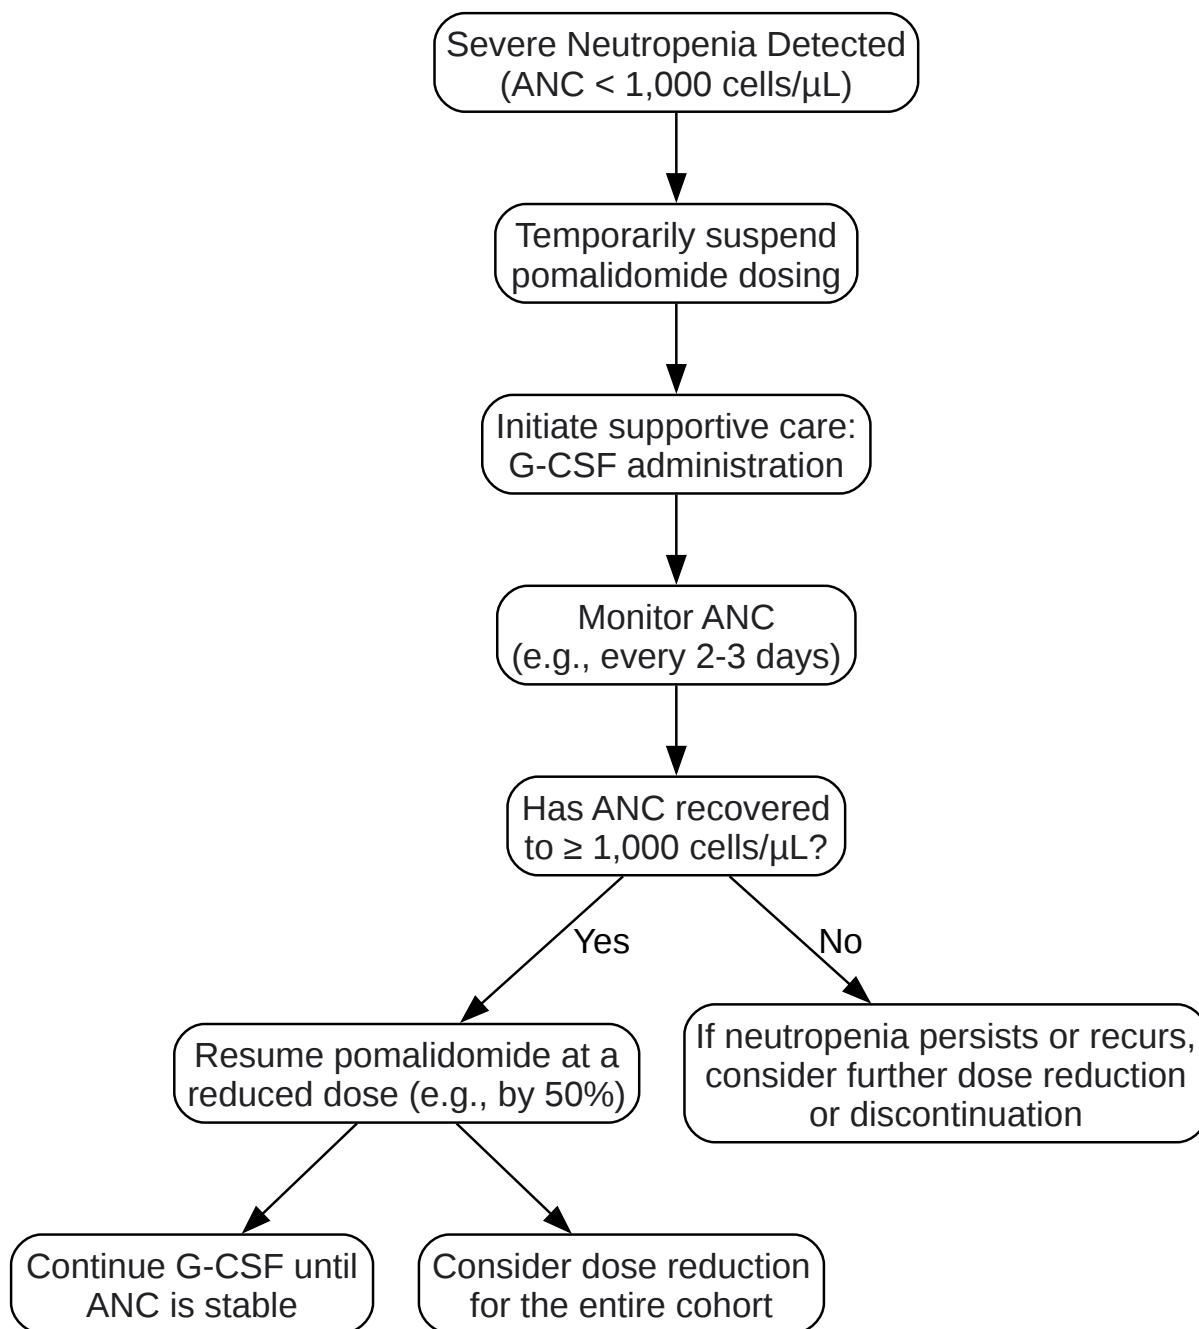 Severe Neutropenia Detected
(ANC < 1,000 cells/µL)
Temporarily suspend
pomalidomide dosing
Initiate supportive care:
G-CSF administration
Monitor ANC
(e.g., every 2-3 days)
Has ANC recovered
to ≥ 1,000 cells/µL?
Yes
No
Resume pomalidomide at a
reduced dose (e.g., by 50%)
If neutropenia persists or recurs,
consider further dose reduction
or discontinuation
Continue G-CSF until
ANC is stable
Consider dose reduction
for the entire cohort